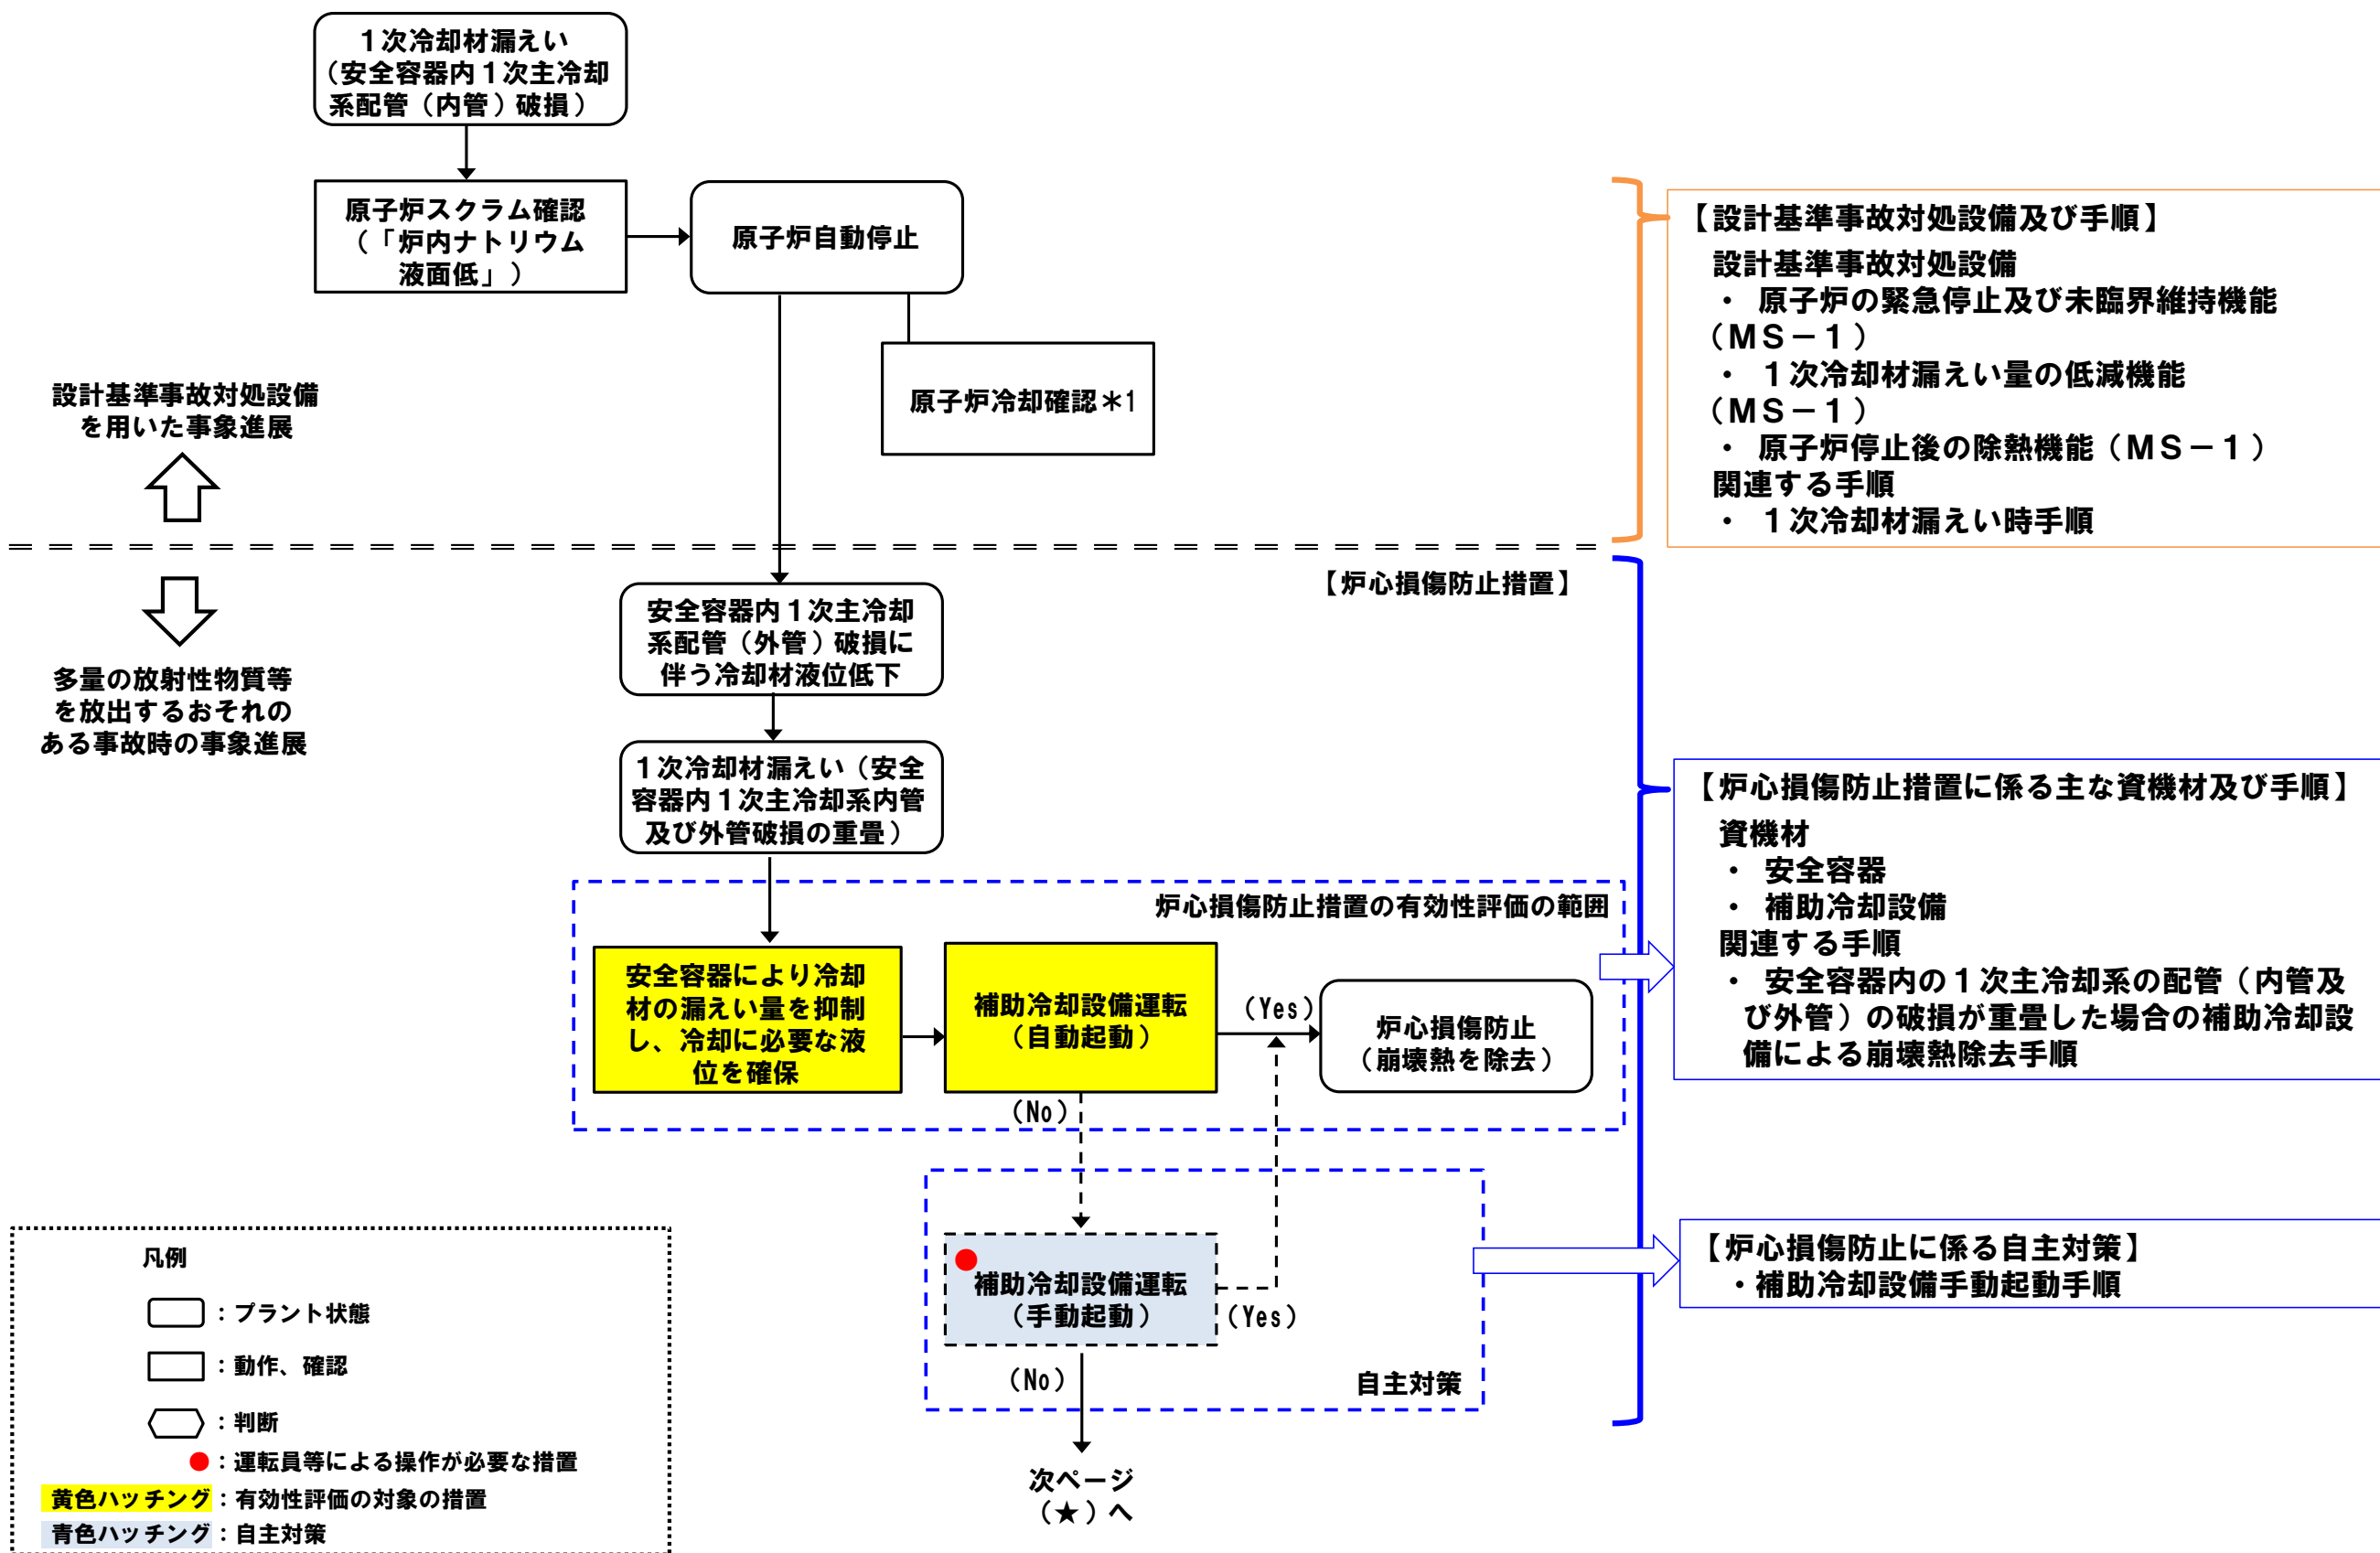 １次冷却材漏えい
（安全容器内１次主冷却
系配管（内管）破損）
原子炉スクラム確認
（「炉内ナトリウム
液面低」）
原子炉自動停止
原子炉冷却確認＊1
設計基準事故対処設備
を用いた事象進展
多量の放射性物質等
を放出するおそれの
ある事故時の事象進展
【設計基準事故対処設備及び手順】
設計基準事故対処設備
・ 原子炉の緊急停止及び未臨界維持機能
（ＭＳ－１）
・ １次冷却材漏えい量の低減機能
（ＭＳ－１）
・ 原子炉停止後の除熱機能（ＭＳ－１）
関連する手順
・ １次冷却材漏えい時手順
【炉心損傷防止措置】
安全容器内１次主冷却
系配管（外管）破損に
伴う冷却材液位低下
１次冷却材漏えい（安全
容器内１次主冷却系内管
及び外管破損の重畳）
炉心損傷防止措置の有効性評価の範囲
安全容器により冷却
材の漏えい量を抑制
し、冷却に必要な液
位を確保
補助冷却設備運転
（自動起動）
（Yes）
炉心損傷防止
（崩壊熱を除去）
（No）
【炉心損傷防止措置に係る主な資機材及び手順】
資機材
・ 安全容器
・ 補助冷却設備
関連する手順
・ 安全容器内の１次主冷却系の配管（内管及
び外管）の破損が重畳した場合の補助冷却設
備による崩壊熱除去手順
補助冷却設備運転
（手動起動）
（Yes）
（No）
自主対策
次ページ
（★）へ
【炉心損傷防止に係る自主対策】
・補助冷却設備手動起動手順
凡例
：プラント状態
：動作、確認
：判断
：運転員等による操作が必要な措置
黄色ハッチング：有効性評価の対象の措置
青色ハッチング：自主対策